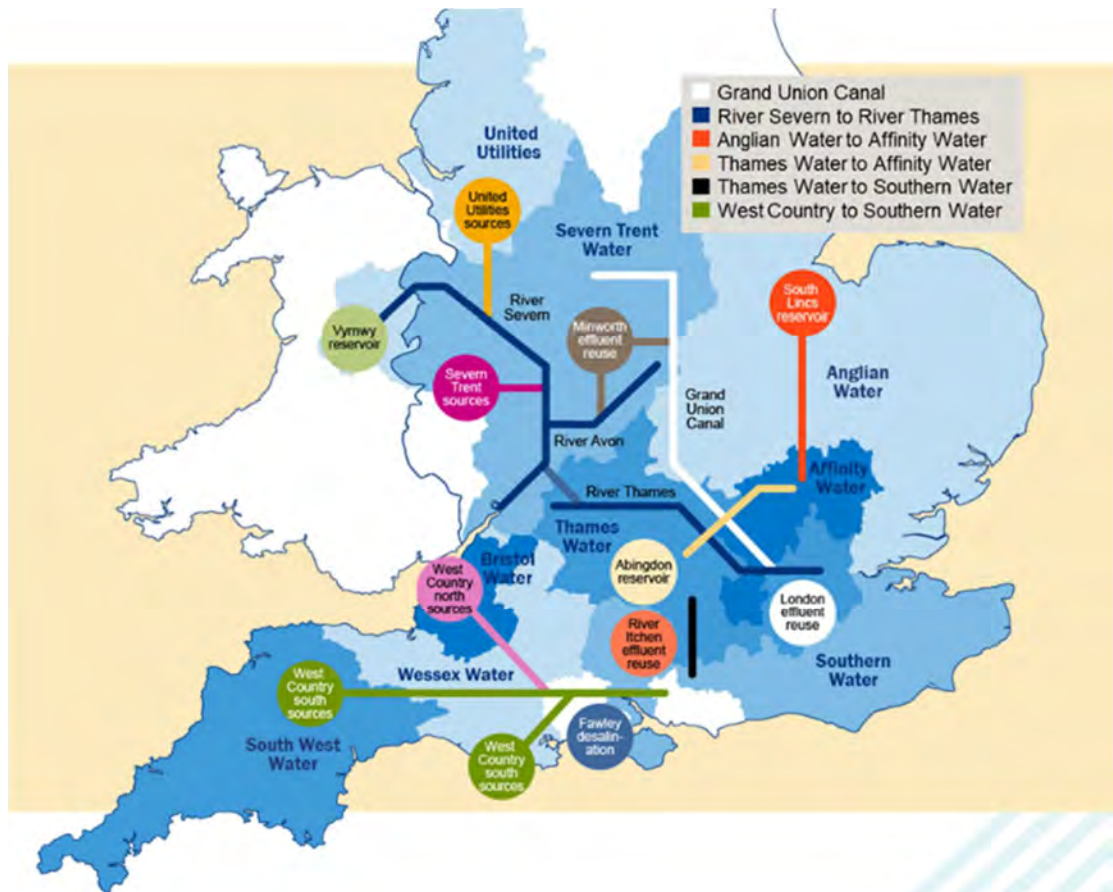 Grand Union Canal
River Severn to River Thames
Anglian Water to Affinity Water
Thames Water to Affinity Water
Thames Water to Southern Water
West Country to Southern Water
United
Utilities
United
Utilities
sources
Severn Trent
Water
River
Severn
Vyrnwy
reservoir
Minworth
effluent
reuse
South
Lincs
reservoir
Severn
Trent
sources
Anglian
Water
Grand
Union
Canal
River Avon
Affinity
Water
River Thames
Thames
Water
Bristol
Water
West
Country
north
sources
Abingdon
reservoir
London
effluent
reuse
River
Itchen
effluent
reuse
Southern
Water
Wessex Water
West
Country
south
sources
South West
Water
West
Country
south
sources
Fawley
desalin-
ation